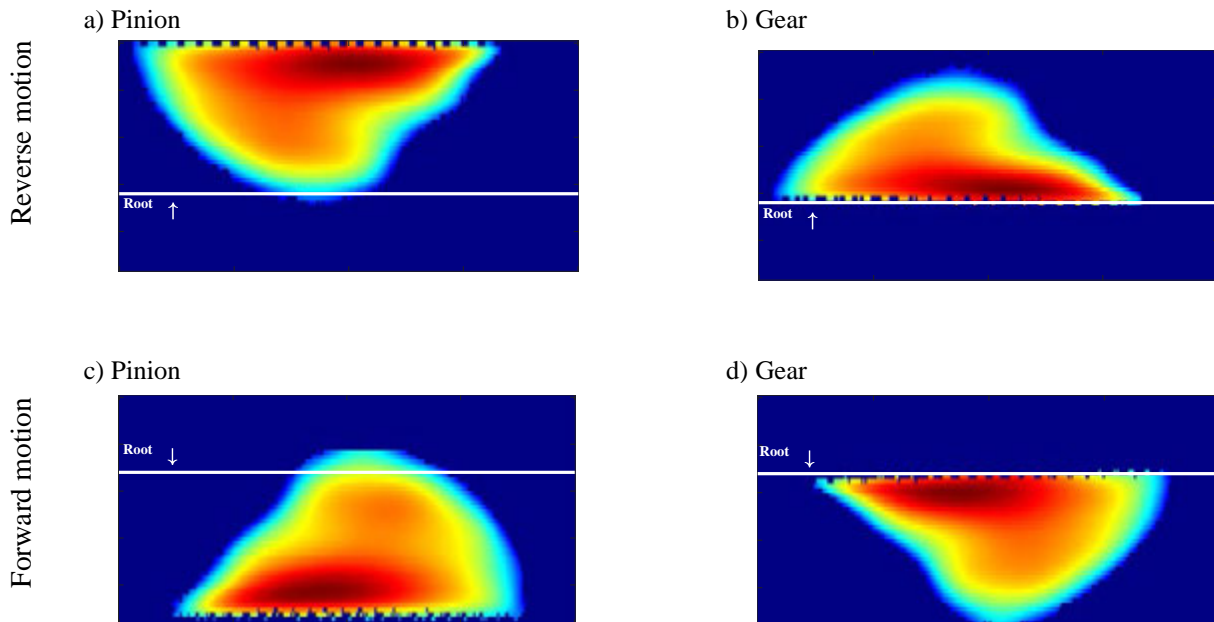 a) Pinion
b) Gear
Reverse motion
Root ↑
Root ↑
c) Pinion
d) Gear
Forward motion
Root ↓
Root ↓